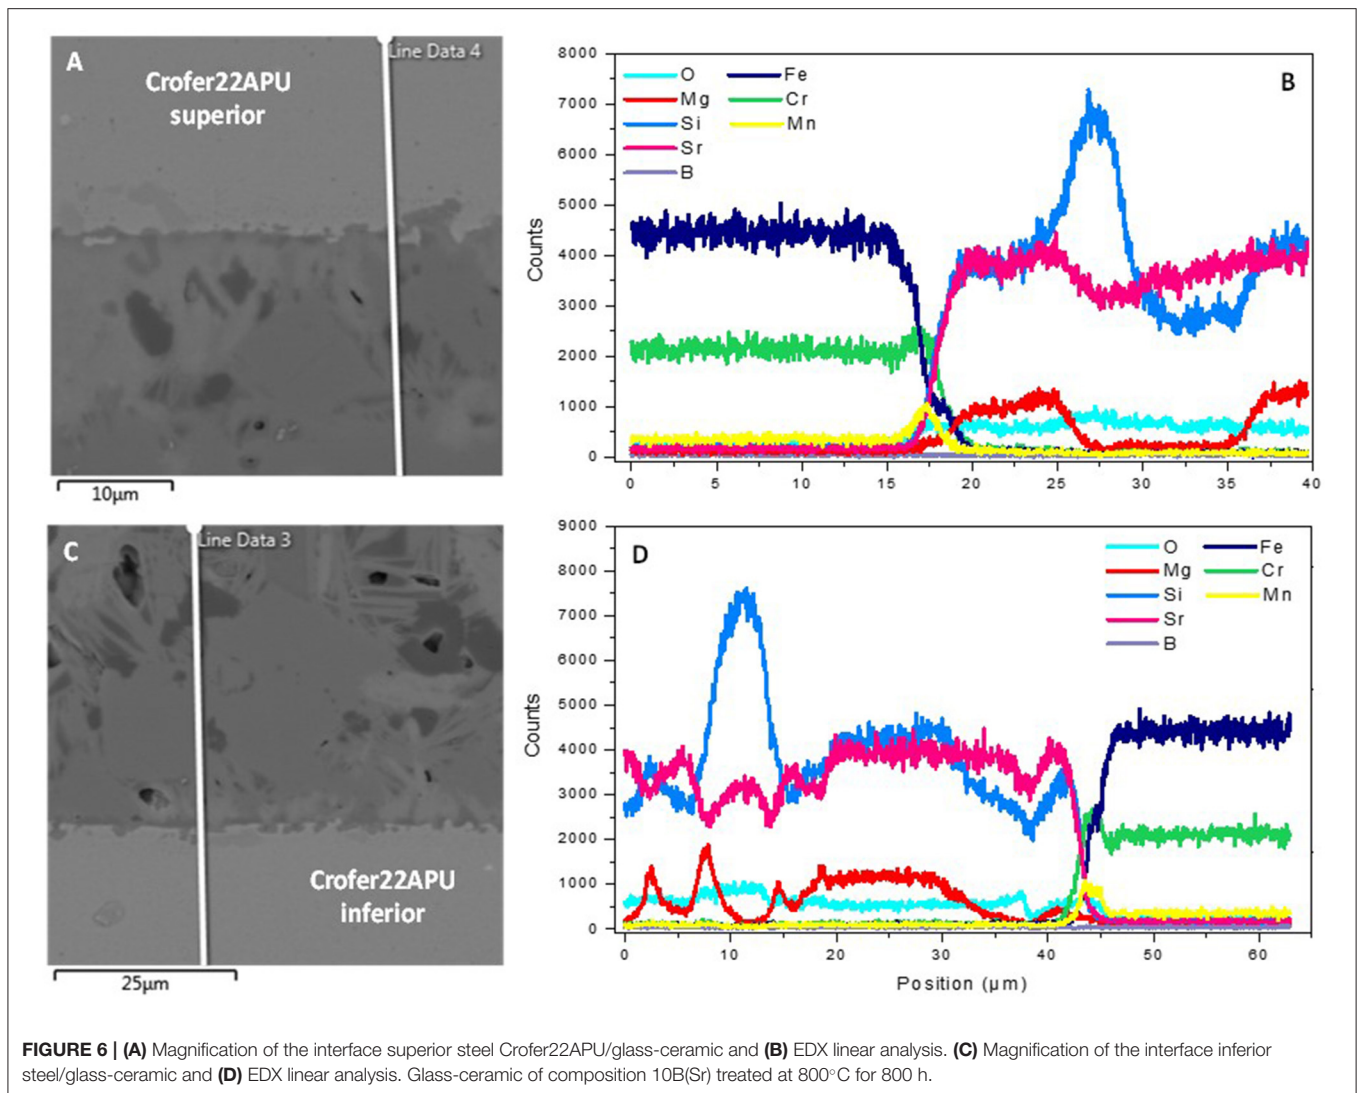 A
Line Data 4
Crofer22APU
superior
10μm
B
O Fe
Mg Cr
Si Mn
Sr
B
8000
7000
6000
5000
4000
3000
2000
1000
0
Counts
0 5 10 15 20 25 30 35 40
C
Line Data 3
Crofer22APU
inferior
25μm
D
O Fe
Mg Cr
Si Mn
Sr
B
9000
8000
7000
6000
5000
4000
3000
2000
1000
0
Counts
0 10 20 30 40 50 60
Position (μm)
FIGURE 6 | (A) Magnification of the interface superior steel Crofer22APU/glass-ceramic and (B) EDX linear analysis. (C) Magnification of the interface inferior
steel/glass-ceramic and (D) EDX linear analysis. Glass-ceramic of composition 10B(Sr) treated at 800°C for 800 h.